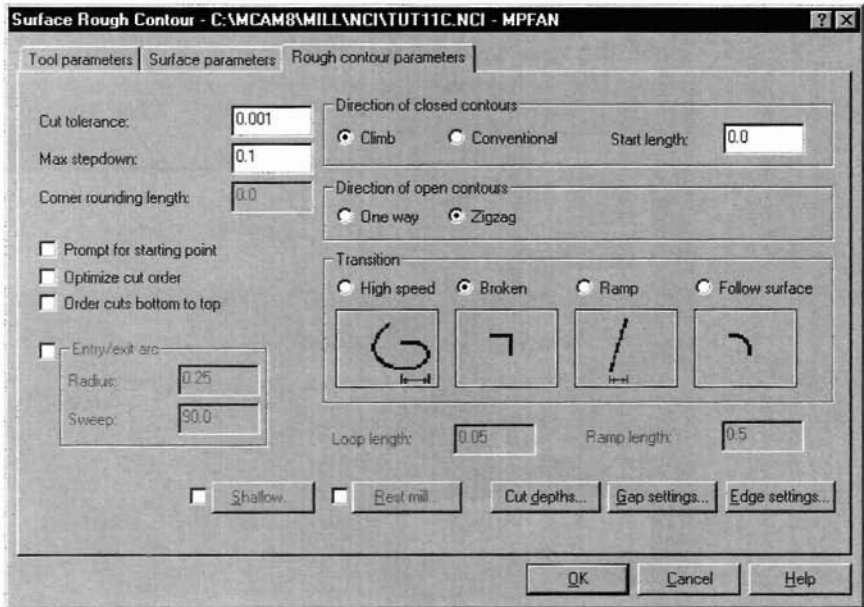 Surface Rough Contour - C:\MCAM8\MILL\NCI\TUT11C.NCI - MPFAN
Tool parameters
Surface parameters
Rough contour parameters
Cut tolerance: 0.001
Max stepdown: 0.1
Corner rounding length: 0.0
Prompt for starting point
Optimize cut order
Order cuts bottom to top
Entry/exit arc
Radius: 0.25
Sweep: 90.0
Direction of closed contours
Climb Conventional Start length: 0.0
Direction of open contours
One way Zigzag
Transition
High speed Broken Ramp Follow surface
Loop length: 0.05 Ramp length: 0.5
Shallow... Rest mill... Cut depths... Gap settings... Edge settings...
OK Cancel Help